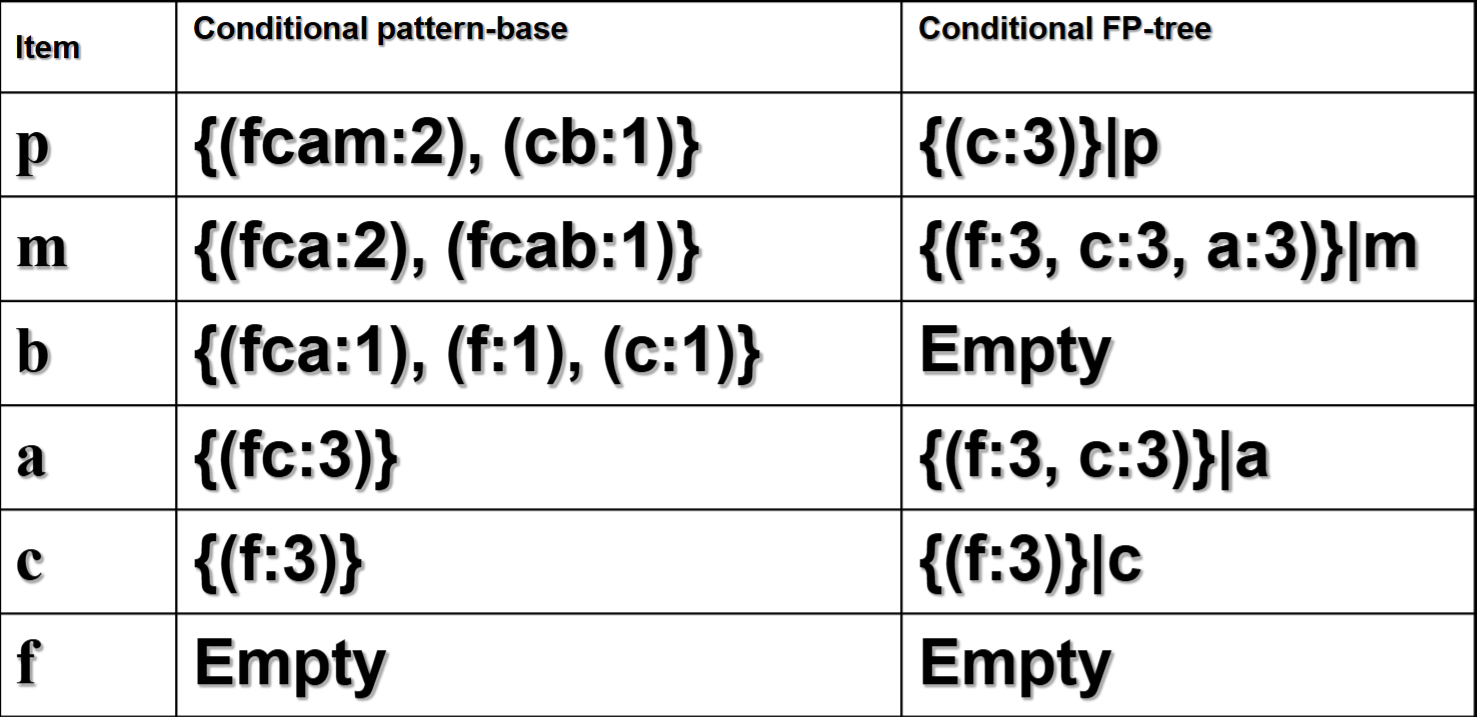 Item Conditional pattern-base Conditional FP-tree
p {(fcam:2), (cb:1)} {(c:3)}|p
m {(fca:2), (fcab:1)} {(f:3, c:3, a:3)}|m
b {(fca:1), (f:1), (c:1)} Empty
a {(fc:3)} {(f:3, c:3)}|a
c {(f:3)} {(f:3)}|c
f Empty Empty